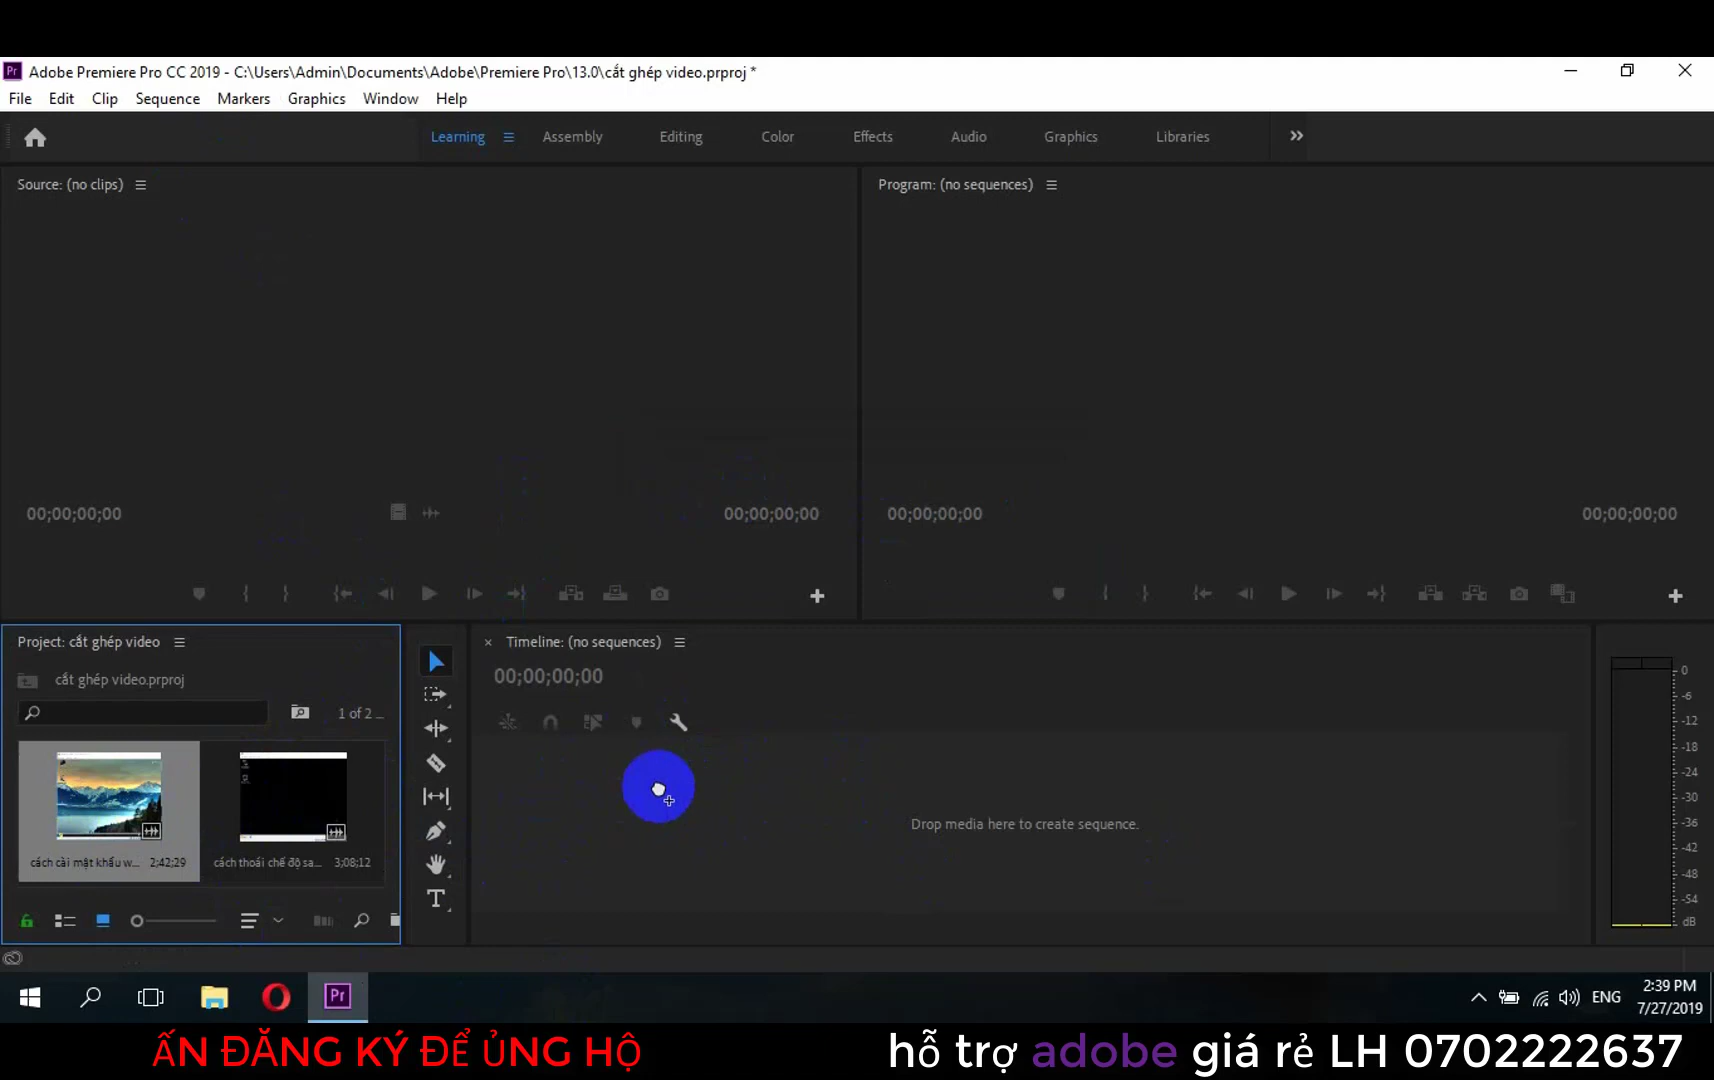 Adobe Premiere Pro CC 2019 - C:\Users\Admin\Documents\Adobe\Premiere Pro\13.0\cắt ghép video.prproj *
File Edit Clip Sequence Markers Graphics Window Help
Learning Assembly Editing Color Effects Audio Graphics Libraries
Source: (no clips)
Program: (no sequences)
00;00;00;00 00;00;00;00 00;00;00;00 00;00;00;00
Project: cắt ghép video
Timeline: (no sequences)
cắt ghép video.prproj
00;00;00;00
1 of 2 ...
Drop media here to create sequence.
cách cài mật khẩu w... 2;42;29
cách thoái chế độ sa... 3;08;12
0
-6
-12
-18
-24
-30
-36
-42
-48
-54
dB
Pr
ENG
2:39 PM
7/27/2019
ẤN ĐĂNG KÝ ĐỂ ỦNG HỘ
hỗ trợ adobe giá rẻ LH 0702222637